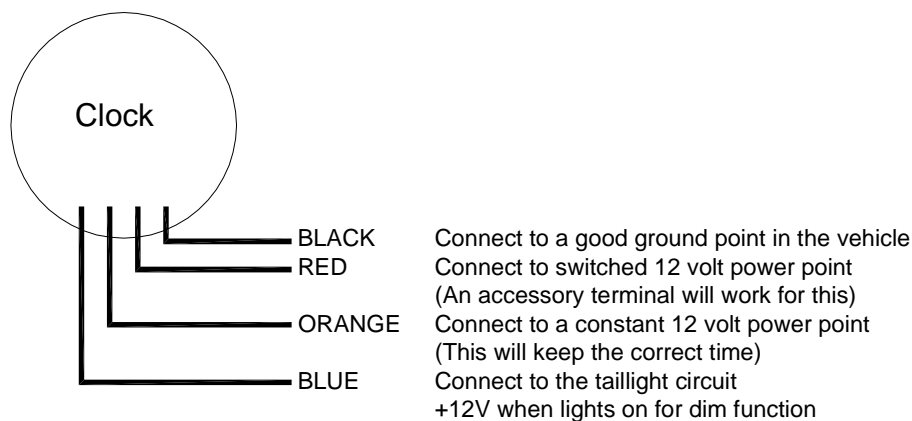 Clock
BLACK Connect to a good ground point in the vehicle
RED Connect to switched 12 volt power point
(An accessory terminal will work for this)
ORANGE Connect to a constant 12 volt power point
(This will keep the correct time)
BLUE Connect to the taillight circuit
+12V when lights on for dim function